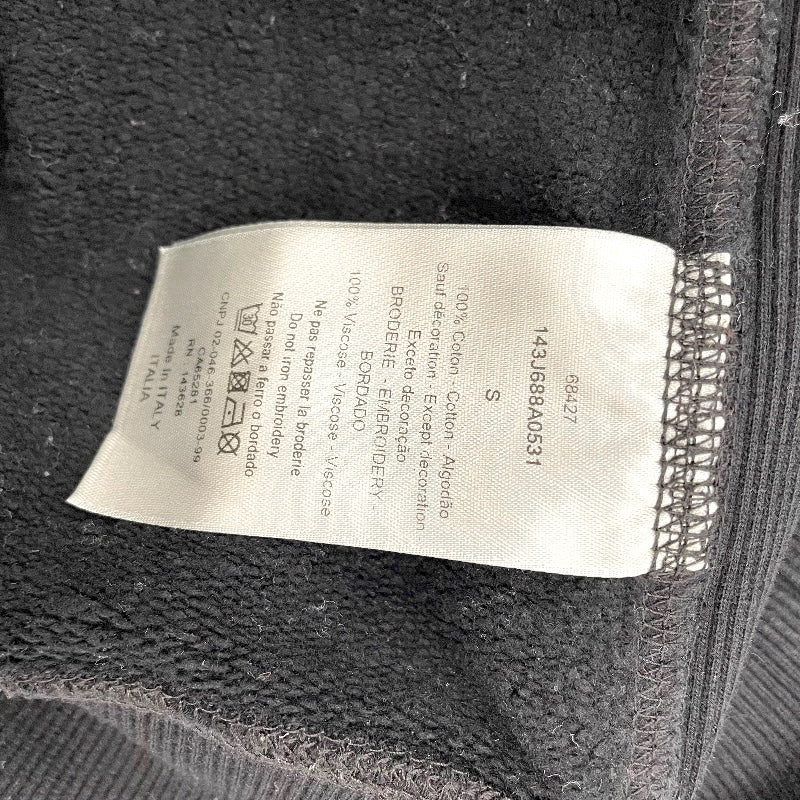 68427
143J688A0531
S
100% Coton - Cotton - Algodão
Sauf décoration - Except decoration
Exceto decoração
BRODERIE - EMBROIDERY -
BORDADO
100% Viscose - Viscose - Viscose
Ne pas repasser la broderie
Do not iron embroidery
Não passar a ferro o bordado
30
CNPJ 02-046-366/0003-99
CA65261
RN 143628
Made in ITALY
ITALIA